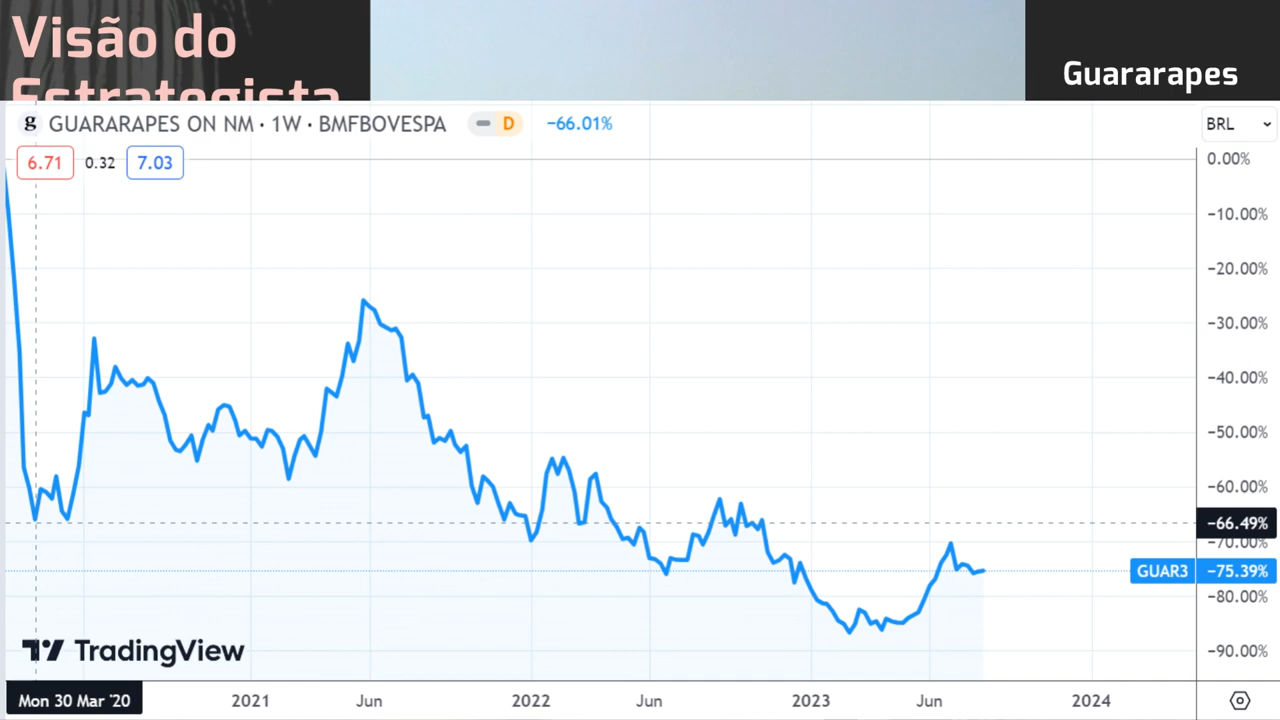 Visão do
Estrategista
Guararapes
g GUARARAPES ON NM · 1W · BMFBOVESPA D −66.01% BRL
6.71 0.32 7.03
0.00%
−10.00%
−20.00%
−30.00%
−40.00%
−50.00%
−60.00%
−66.49%
−70.00%
GUAR3 −75.39%
−80.00%
−90.00%
TradingView
Mon 30 Mar '20 2021 Jun 2022 Jun 2023 Jun 2024